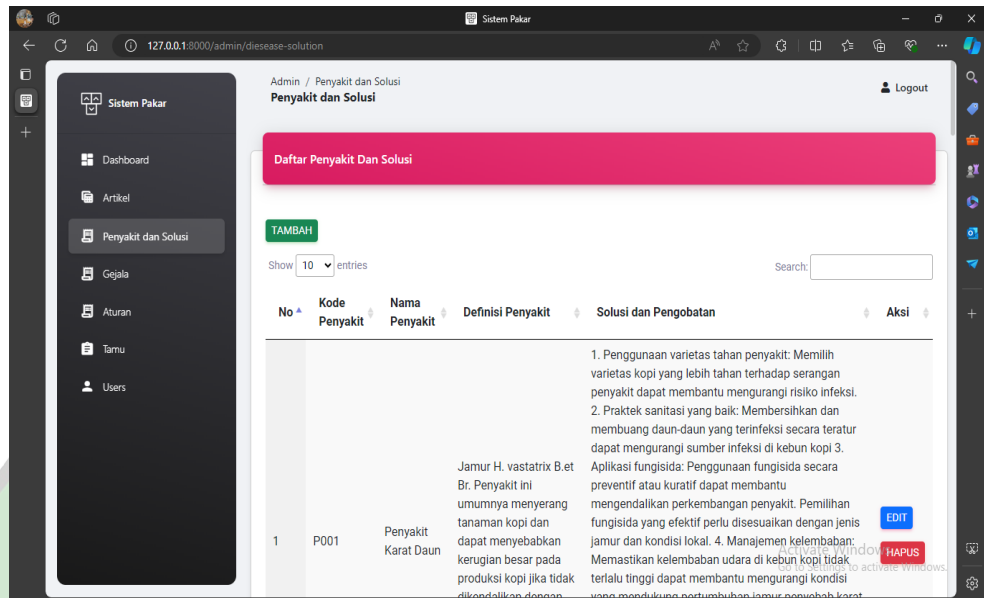 Sistem Pakar
127.0.0.1:8000/admin/diesease-solution
Sistem Pakar
Dashboard
Artikel
Penyakit dan Solusi
Gejala
Aturan
Tamu
Users
Admin / Penyakit dan Solusi
Penyakit dan Solusi
Logout
Daftar Penyakit Dan Solusi
TAMBAH
Show 10 entries
Search:
No
Kode
Penyakit
Nama
Penyakit
Definisi Penyakit
Solusi dan Pengobatan
Aksi
1
P001
Penyakit
Karat Daun
Jamur H. vastatrix B.et
Br. Penyakit ini
umumnya menyerang
tanaman kopi dan
dapat menyebabkan
kerugian besar pada
produksi kopi jika tidak
dikendalikan dengan
1. Penggunaan varietas tahan penyakit: Memilih
varietas kopi yang lebih tahan terhadap serangan
penyakit dapat membantu mengurangi risiko infeksi.
2. Praktek sanitasi yang baik: Membersihkan dan
membuang daun-daun yang terinfeksi secara teratur
dapat mengurangi sumber infeksi di kebun kopi 3.
Aplikasi fungisida: Penggunaan fungisida secara
preventif atau kuratif dapat membantu
mengendalikan perkembangan penyakit. Pemilihan
fungisida yang efektif perlu disesuaikan dengan jenis
jamur dan kondisi lokal. 4. Manajemen kelembaban:
Memastikan kelembaban udara di kebun kopi tidak
terlalu tinggi dapat membantu mengurangi kondisi
yang mendukung pertumbuhan jamur penyebab karat
EDIT
HAPUS
Activate Windows
Go to Settings to activate Windows.